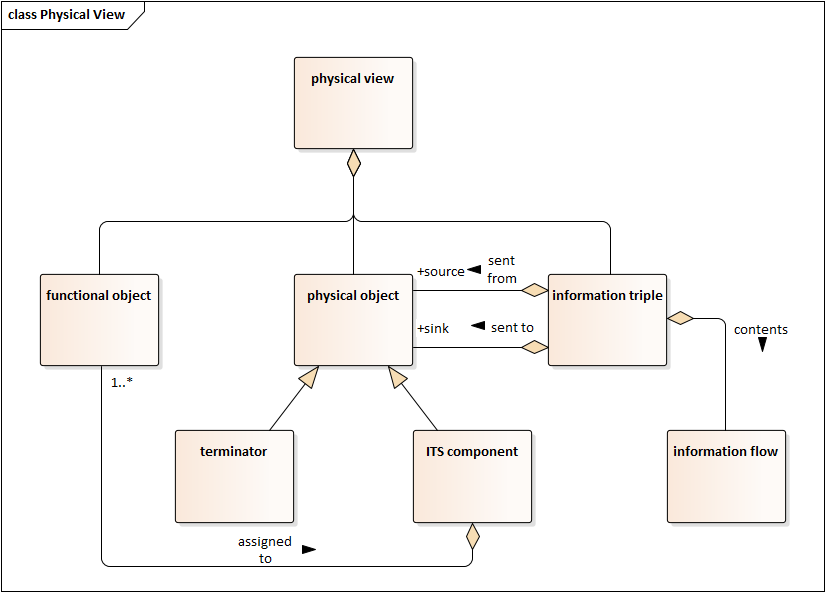 class Physical View
physical view
functional object
physical object
information triple
+source
sent
from
+sink
sent to
contents
1..*
terminator
ITS component
information flow
assigned
to